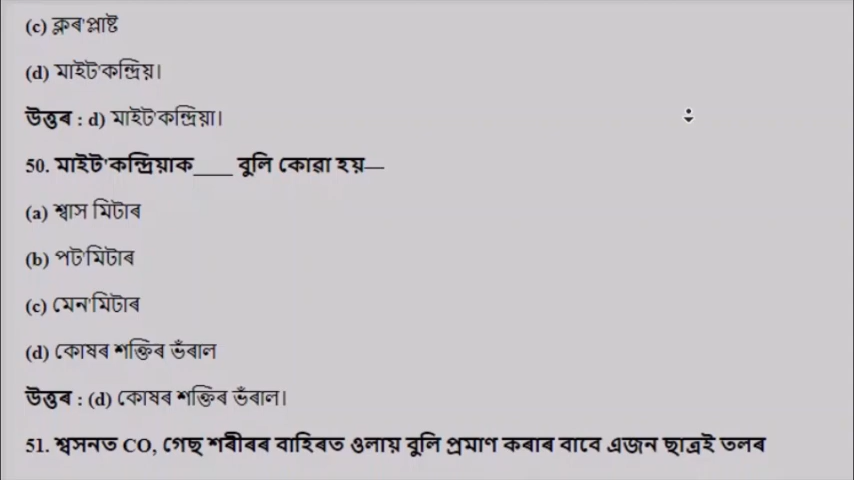 (c) ক্লৰ'প্লাষ্ট
(d) মাইট'কন্দ্ৰিয়।
উত্তৰ : d) মাইট'কন্দ্ৰিয়া।
50. মাইট'কন্দ্ৰিয়াক____ বুলি কোৱা হয়—
(a) শ্বাস মিটাৰ
(b) পট'মিটাৰ
(c) মেন'মিটাৰ
(d) কোষৰ শক্তিৰ ভঁৰাল
উত্তৰ : (d) কোষৰ শক্তিৰ ভঁৰাল।
51. শ্বসনত CO, গেছ্ শৰীৰৰ বাহিৰত ওলায় বুলি প্ৰমাণ কৰাৰ বাবে এজন ছাত্ৰই তলৰ